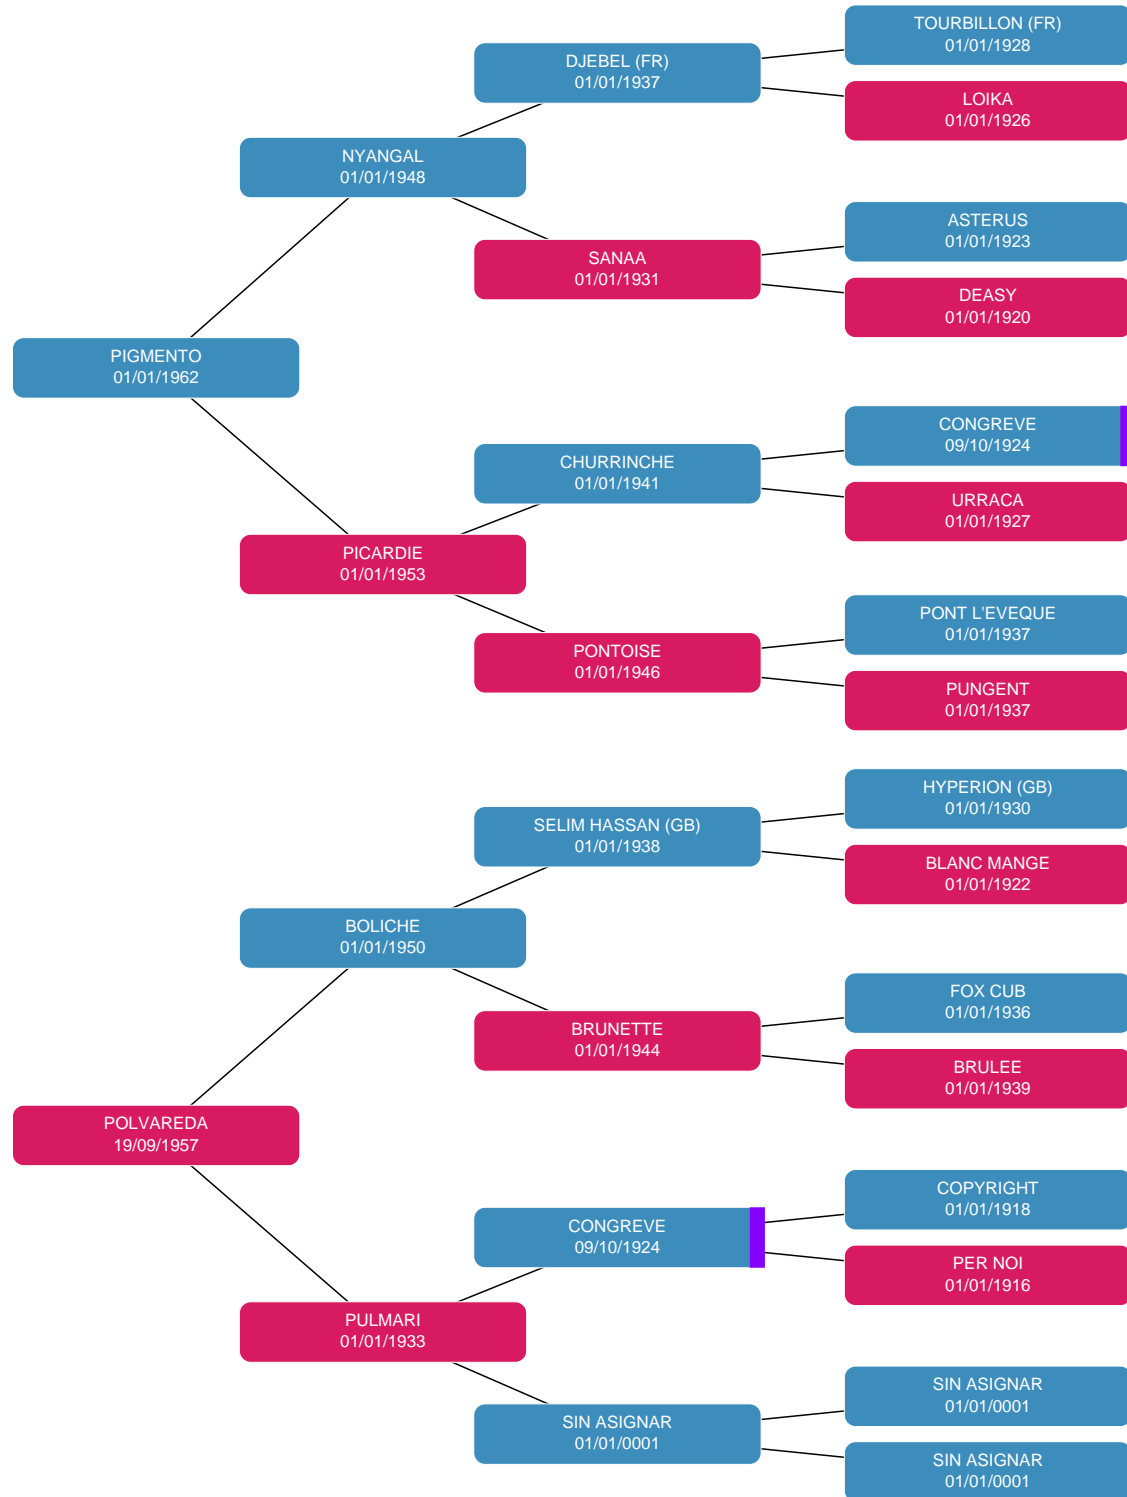 TOURBILLON (FR)
01/01/1928
DJEBEL (FR)
01/01/1937
LOIKA
01/01/1926
NYANGAL
01/01/1948
ASTERUS
01/01/1923
SANAA
01/01/1931
DEASY
01/01/1920
PIGMENTO
01/01/1962
CONGREVE
09/10/1924
CHURRINCHE
01/01/1941
URRACA
01/01/1927
PICARDIE
01/01/1953
PONT L'EVEQUE
01/01/1937
PONTOISE
01/01/1946
PUNGENT
01/01/1937
HYPERION (GB)
01/01/1930
SELIM HASSAN (GB)
01/01/1938
BLANC MANGE
01/01/1922
BOLICHE
01/01/1950
FOX CUB
01/01/1936
BRUNETTE
01/01/1944
BRULEE
01/01/1939
POLVAREDA
19/09/1957
COPYRIGHT
01/01/1918
CONGREVE
09/10/1924
PER NOI
01/01/1916
PULMARI
01/01/1933
SIN ASIGNAR
01/01/0001
SIN ASIGNAR
01/01/0001
SIN ASIGNAR
01/01/0001